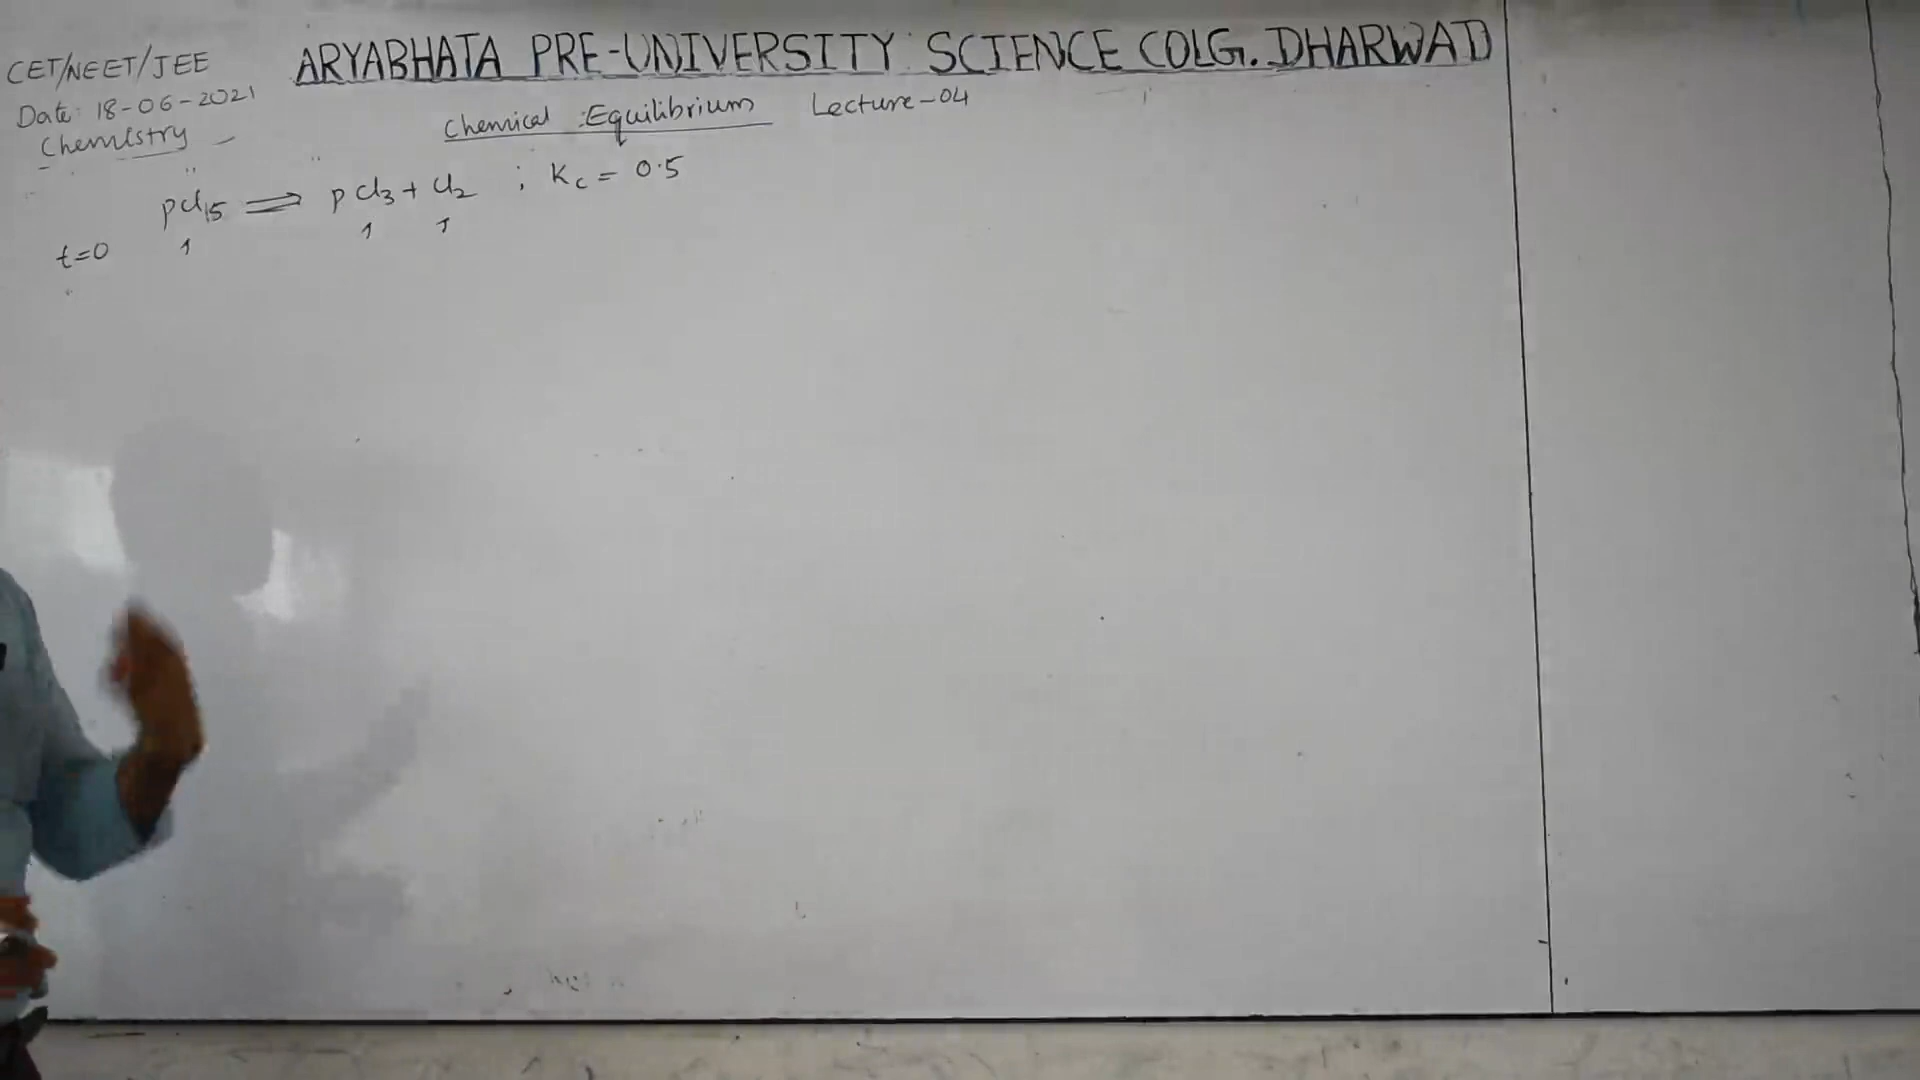 CET/NEET/JEE
ARYABHATA PRE-UNIVERSITY SCIENCE COLG. DHARWAD
Date: 18-06-2021
Chemical Equilibrium Lecture-04
Chemistry
pcl5 ⇌ pcl3 + cl2 ; Kc = 0.5
t=0 1 1 1